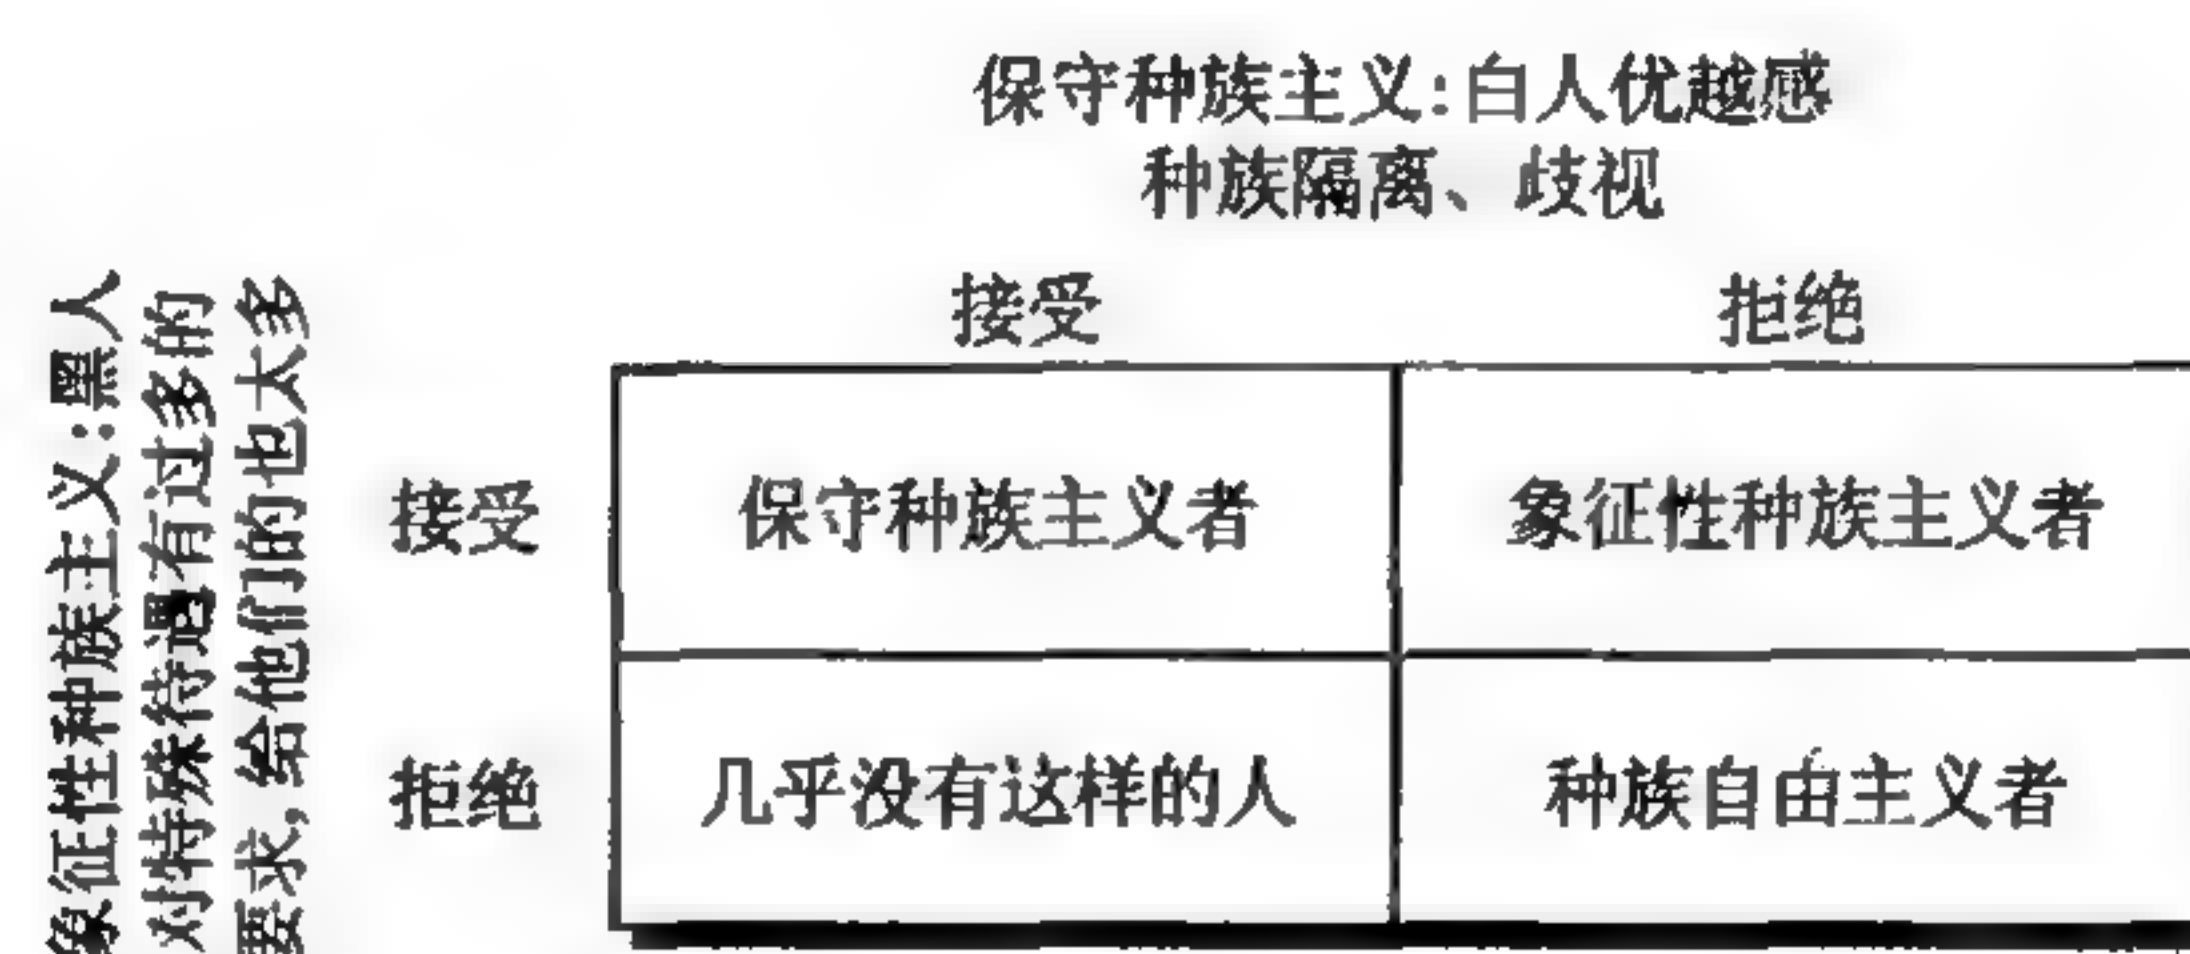 保守种族主义:白人优越感
种族隔离、歧视
接受
拒绝
象征性种族主义:黑人
对特殊待遇有过多的
要求,给他们的也太多
接受
保守种族主义者
象征性种族主义者
拒绝
几乎没有这样的人
种族自由主义者